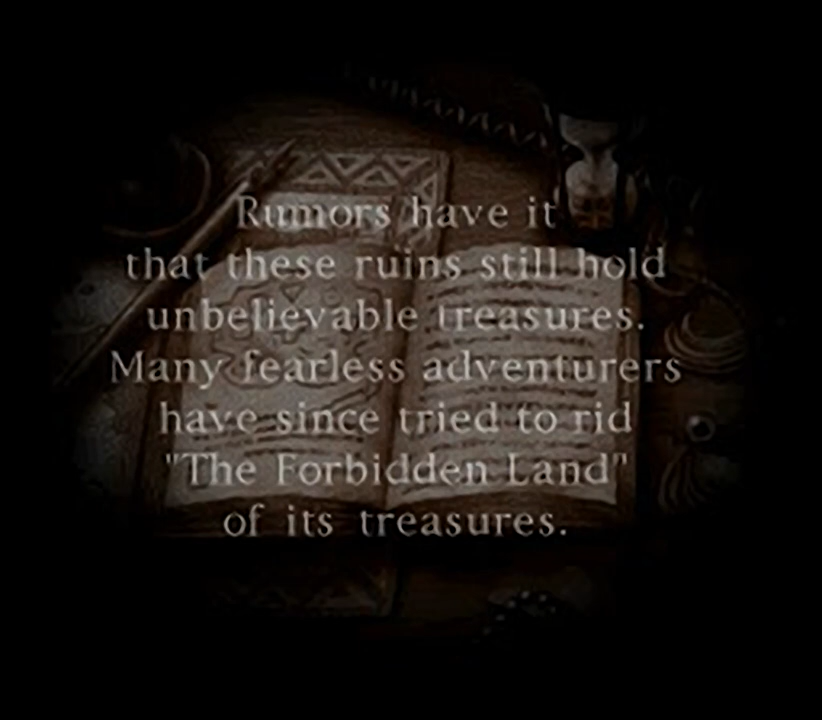 Rumors have it
that these ruins still hold
unbelievable treasures.
Many fearless adventurers
have since tried to rid
"The Forbidden Land"
of its treasures.